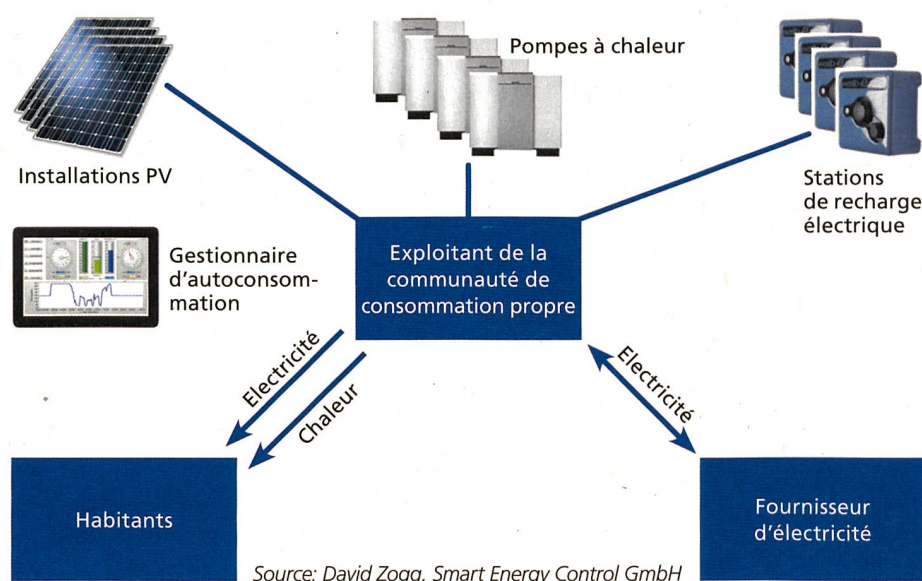 Pompes à chaleur
Installations PV
Stations
de recharge
électrique
Gestionnaire
d'autoconsom-
mation
Exploitant de la
communauté de
consommation propre
Electricité
Chaleur
Electricité
Habitants
Fournisseur
d'électricité
Source: David Zogg, Smart Energy Control GmbH